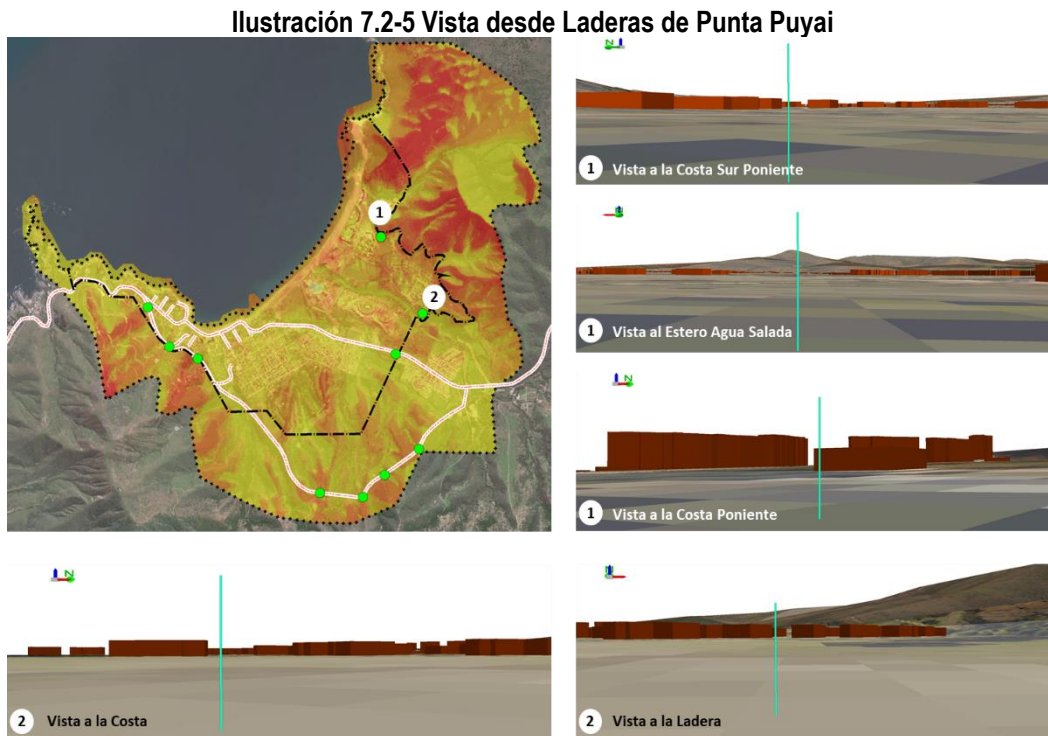 Ilustración 7.2-5 Vista desde Laderas de Punta Puyai
1
2
1 Vista a la Costa Sur Poniente
1 Vista al Estero Agua Salada
N
1 Vista a la Costa Poniente
N
2 Vista a la Costa
2 Vista a la Ladera